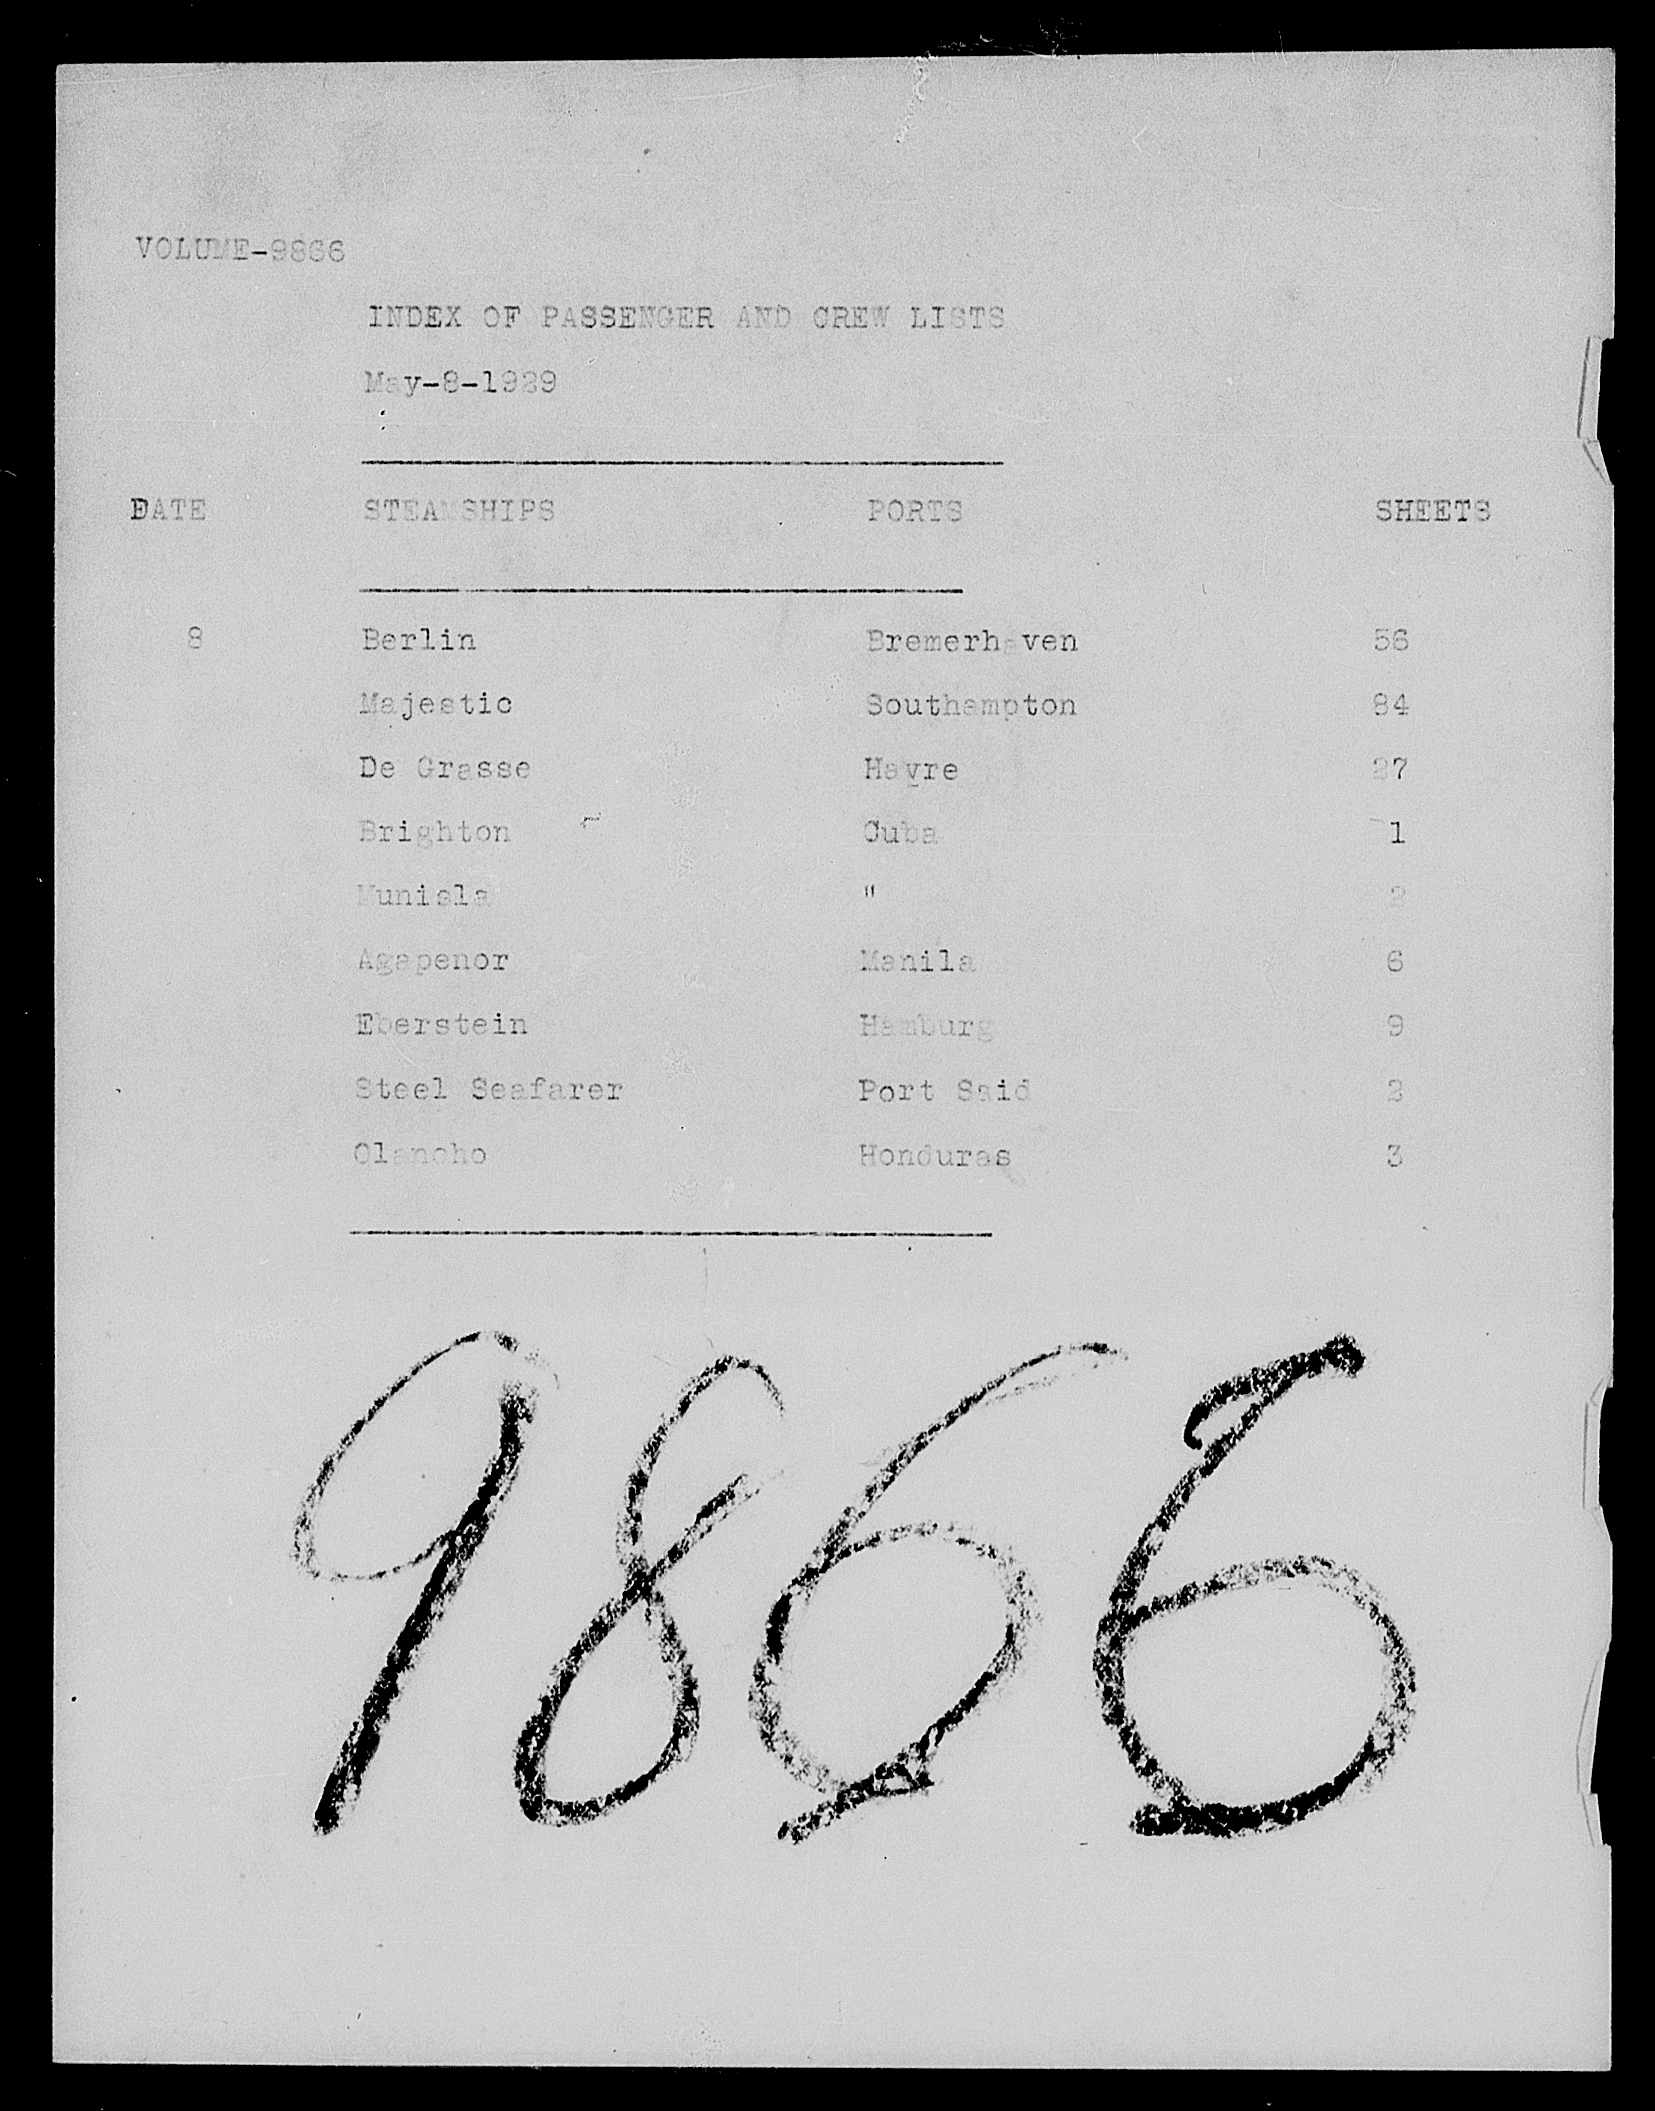 VOLUME-9866
INDEX OF PASSENGER AND CREW LISTS
May-8-1929
DATE STEAMSHIPS PORTS SHEETS
8 Berlin Bremerhaven 56
Majestic Southampton 84
De Grasse Havre 27
Brighton Cuba 1
Munisla " 2
Agapenor Manila 6
Eberstein Hamburg 9
Steel Seafarer Port Said 2
Olancho Honduras 3
9866